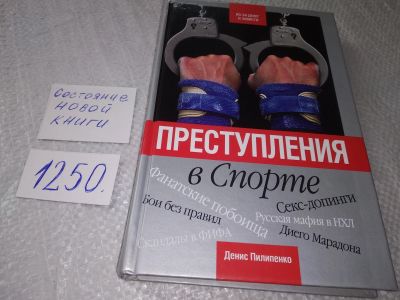 Состояние
новой
книги
1250.
ПРЕСТУПЛЕНИЯ
в Спорте
Фанатские побоища
Секс-допинги
Бои без правил
Русская мафия в НХЛ
Скандалы в ФИФА
Диего Марадона
Денис Пилипенко